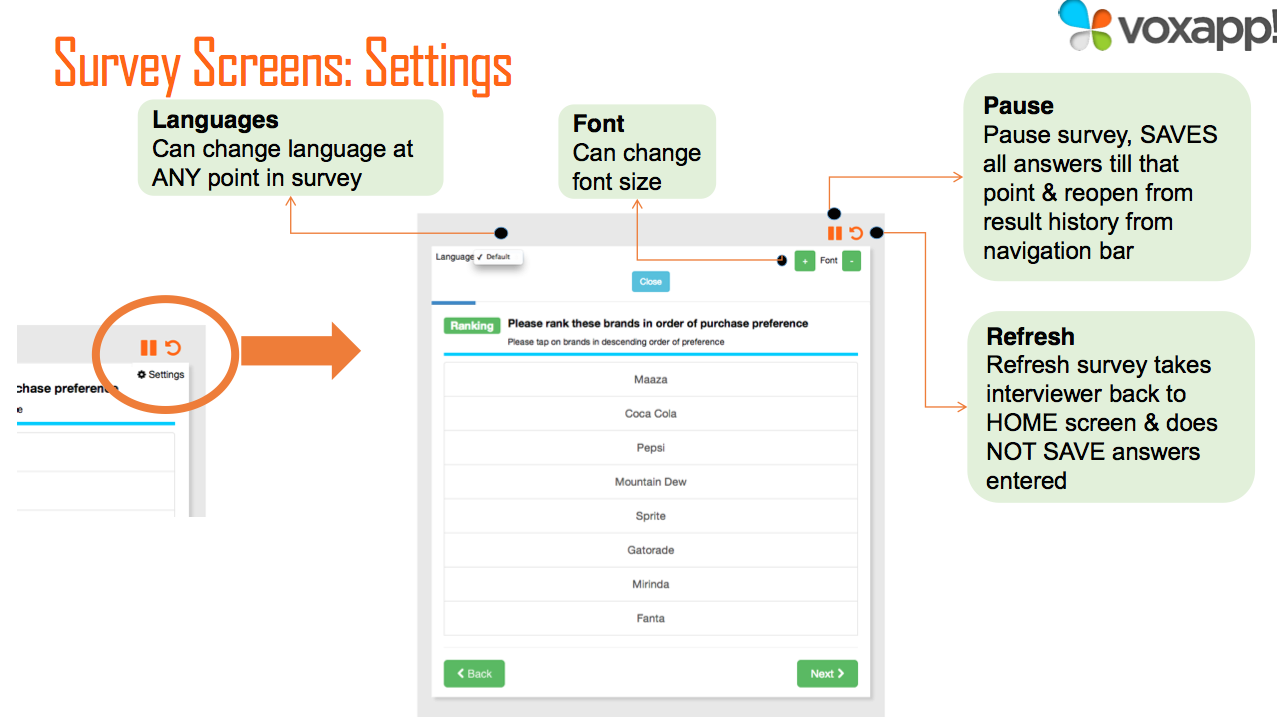 voxapp!
Survey Screens: Settings
Languages
Can change language at
ANY point in survey
Font
Can change
font size
Pause
Pause survey, SAVES
all answers till that
point & reopen from
result history from
navigation bar
Language ✓ Default
+ Font -
Close
Ranking Please rank these brands in order of purchase preference
Please tap on brands in descending order of preference
Maaza
Coca Cola
Pepsi
Mountain Dew
Sprite
Gatorade
Mirinda
Fanta
Back
Next
Settings
chase preference
Refresh
Refresh survey takes
interviewer back to
HOME screen & does
NOT SAVE answers
entered